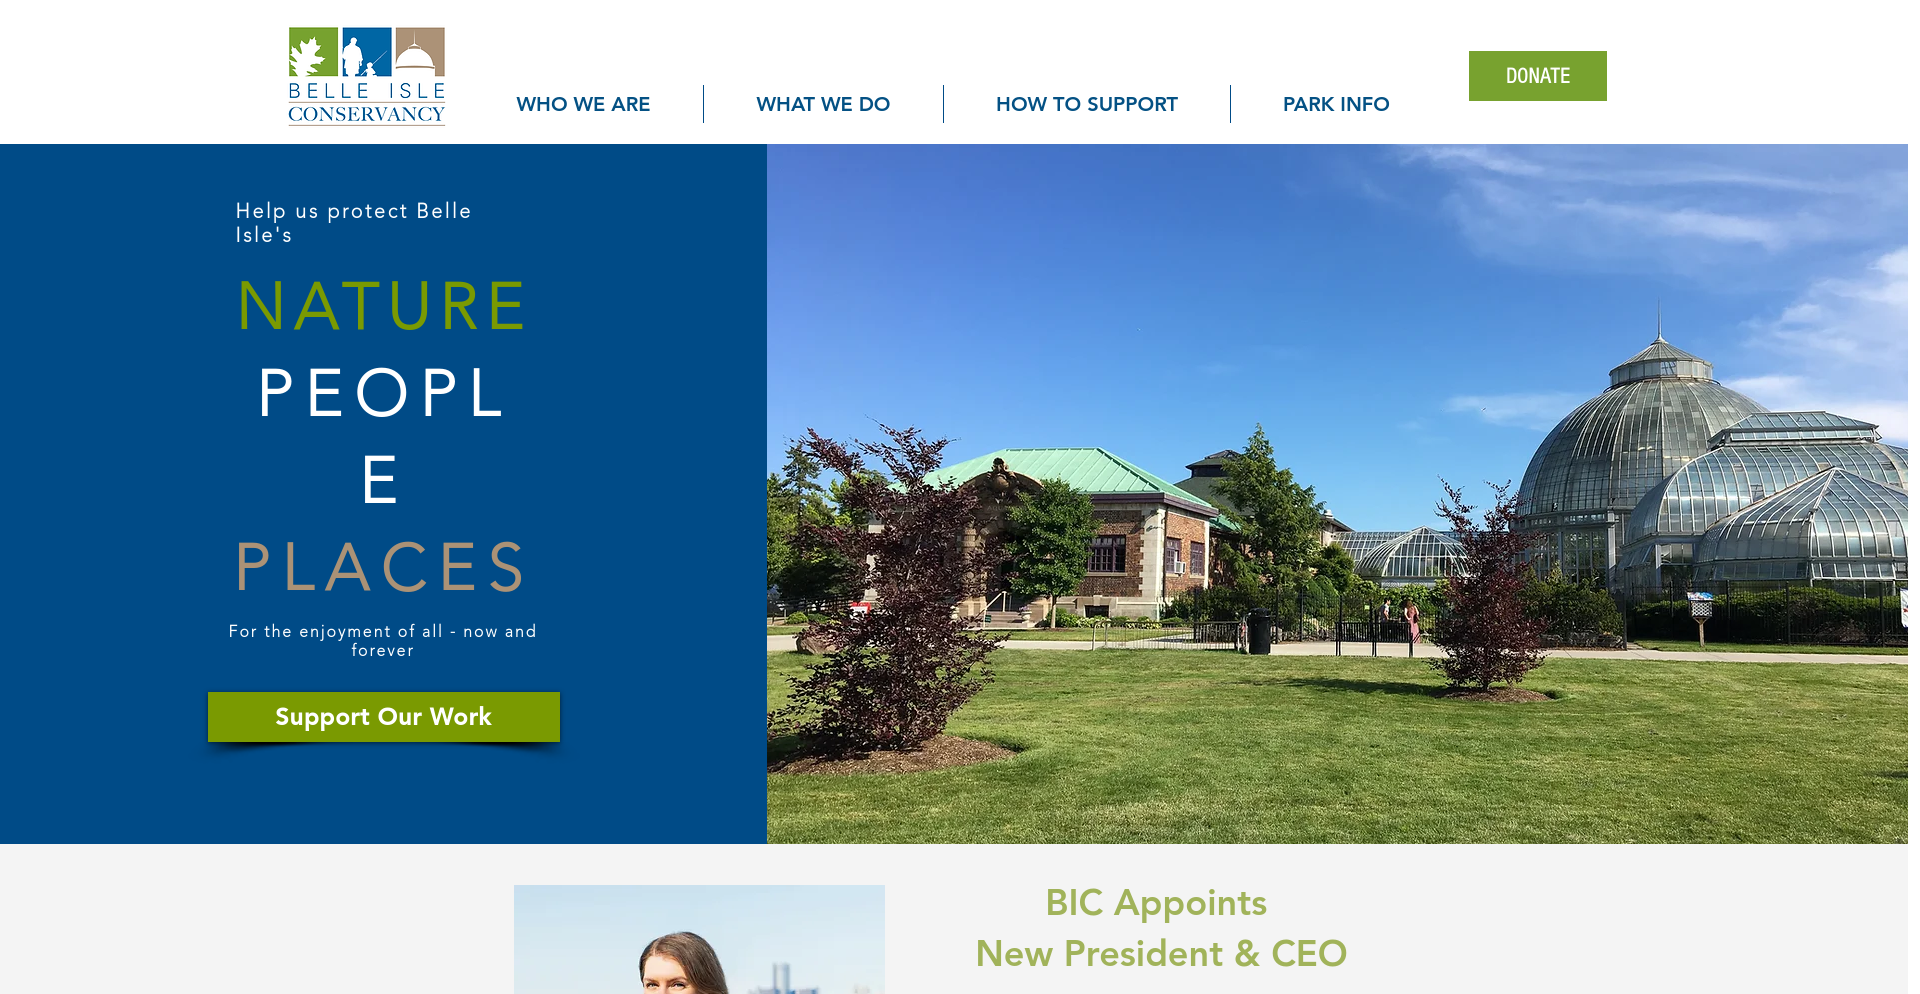 BELLE ISLE
CONSERVANCY
WHO WE ARE
WHAT WE DO
HOW TO SUPPORT
PARK INFO
DONATE
Help us protect Belle
Isle's
NATURE
PEOPL
E
PLACES
For the enjoyment of all - now and
forever
Support Our Work
BIC Appoints
New President & CEO